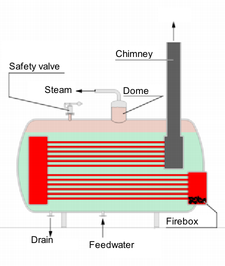 Chimney
Safety valve
Steam
Dome
Firebox
Drain
Feedwater